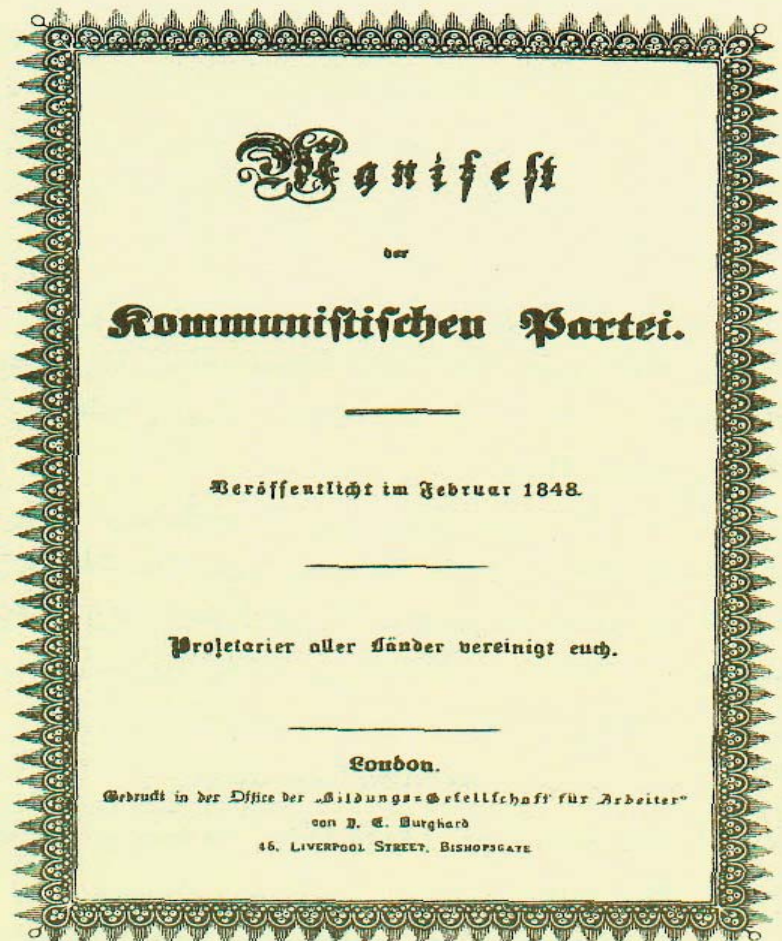 Manifest
der
Kommunistischen Partei.
Veröffentlicht im Februar 1848.
Proletarier aller Länder vereinigt euch.
London.
Gedruckt in der Office der „Bildungs=Gesellschaft für Arbeiter"
von J. E. Burghard
46, LIVERPOOL STREET, BISHOPSGATE